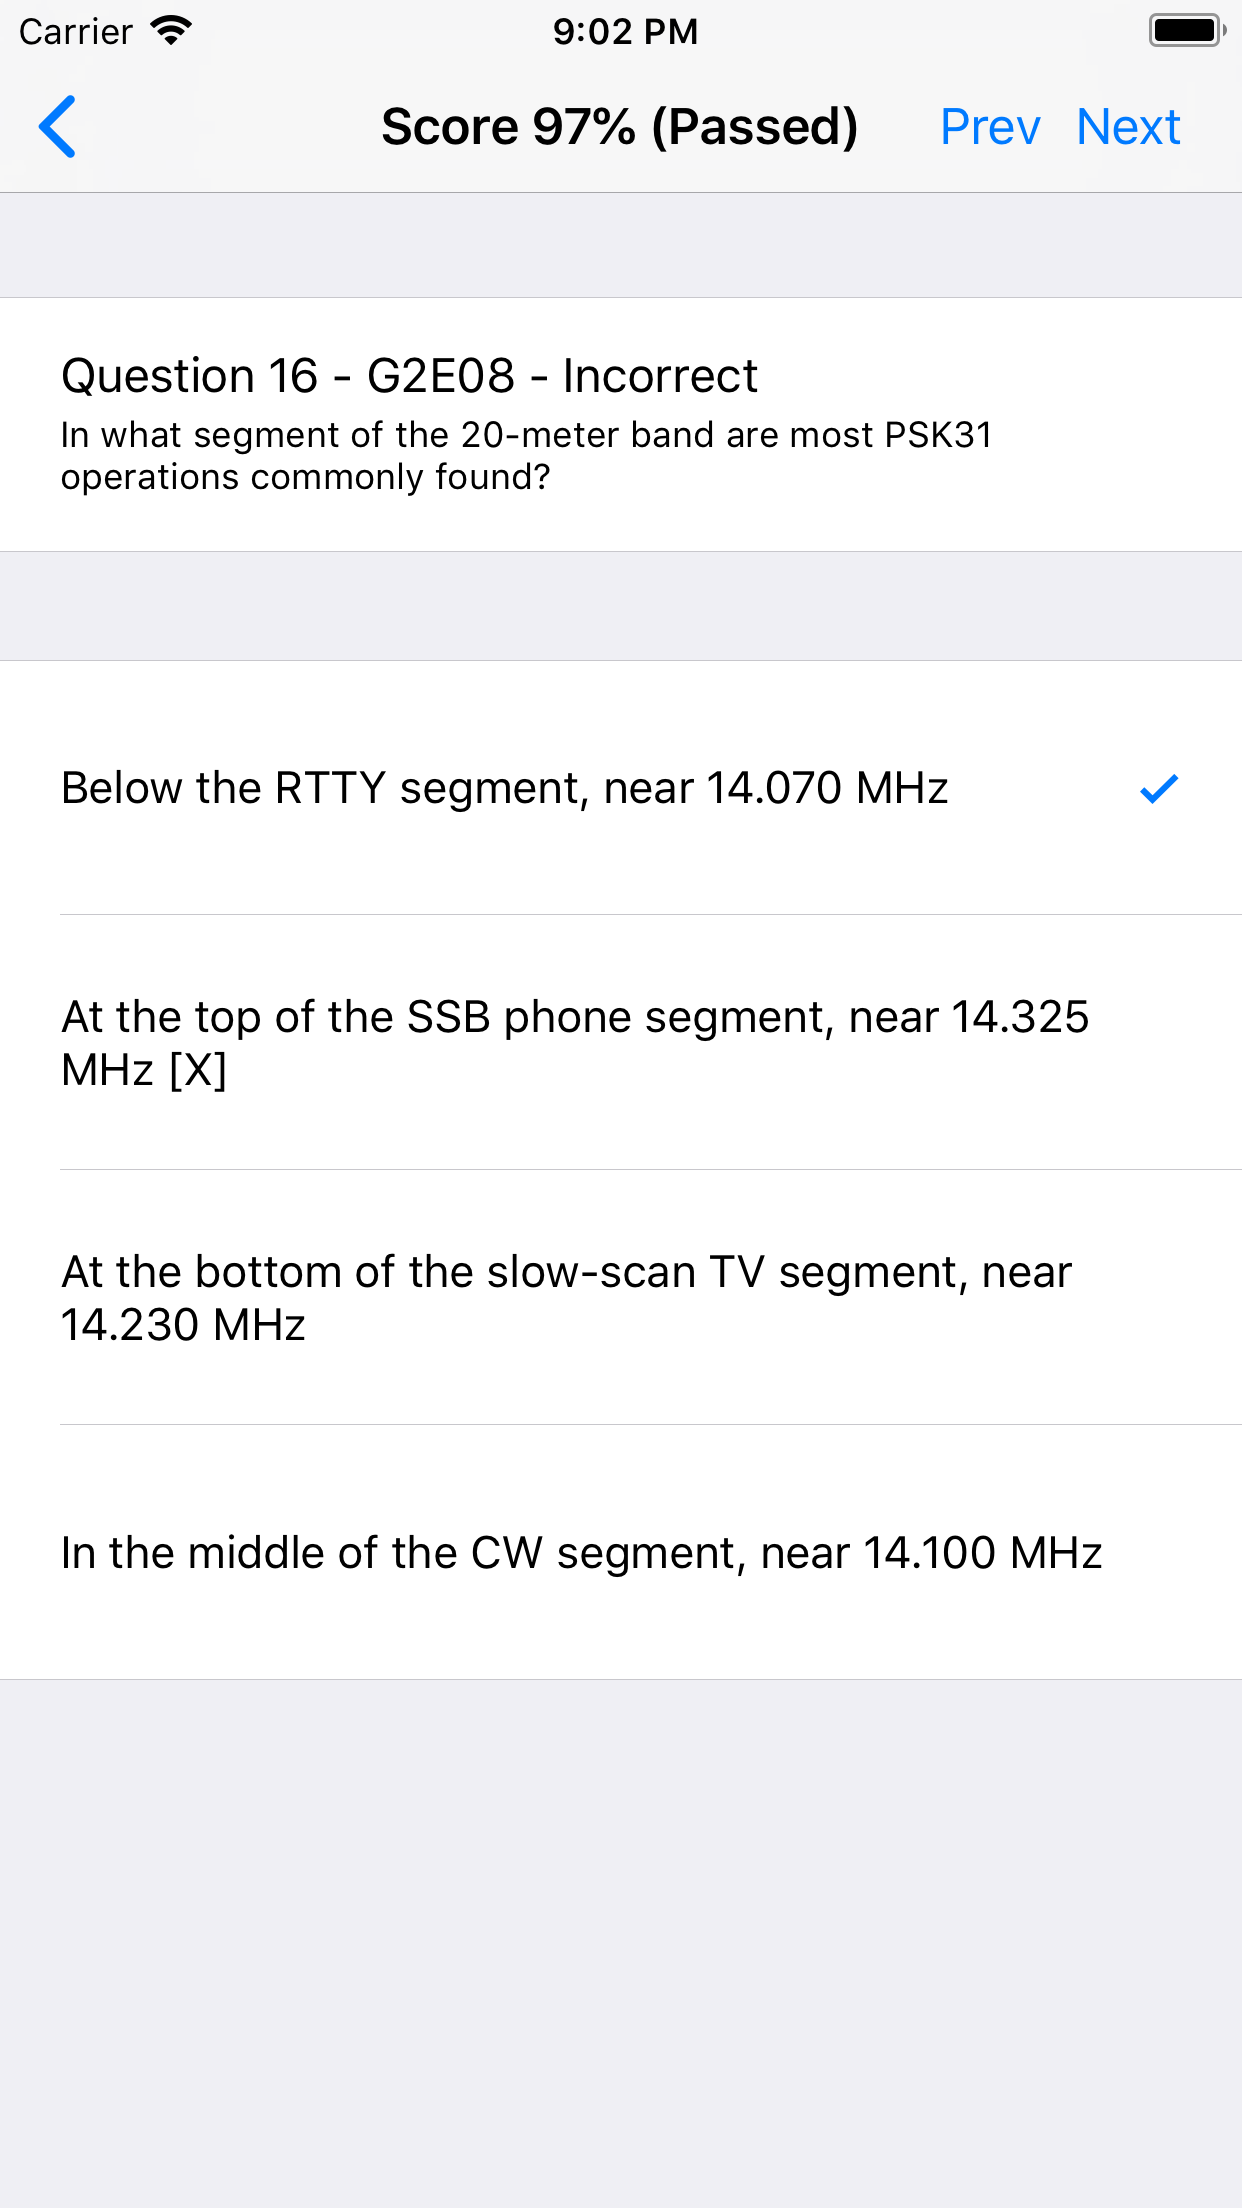 Carrier 9:02 PM
Score 97% (Passed) Prev Next
Question 16 - G2E08 - Incorrect
In what segment of the 20-meter band are most PSK31
operations commonly found?
Below the RTTY segment, near 14.070 MHz
At the top of the SSB phone segment, near 14.325
MHz [X]
At the bottom of the slow-scan TV segment, near
14.230 MHz
In the middle of the CW segment, near 14.100 MHz